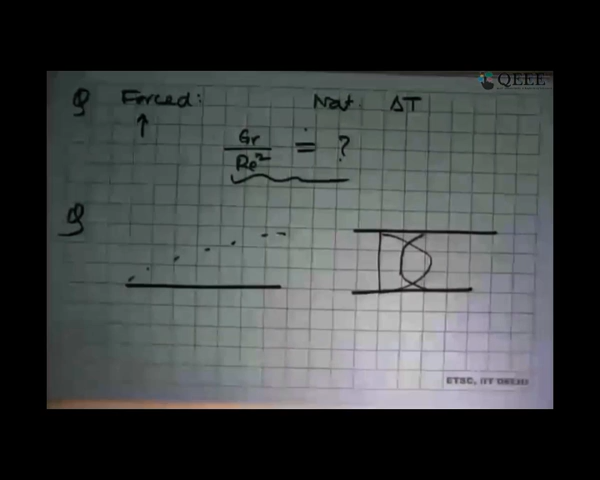 QEEE
Q Forced: Nat. ΔT
↑
Gr/Re² = ?
Q
ETSC, IIT DELHI